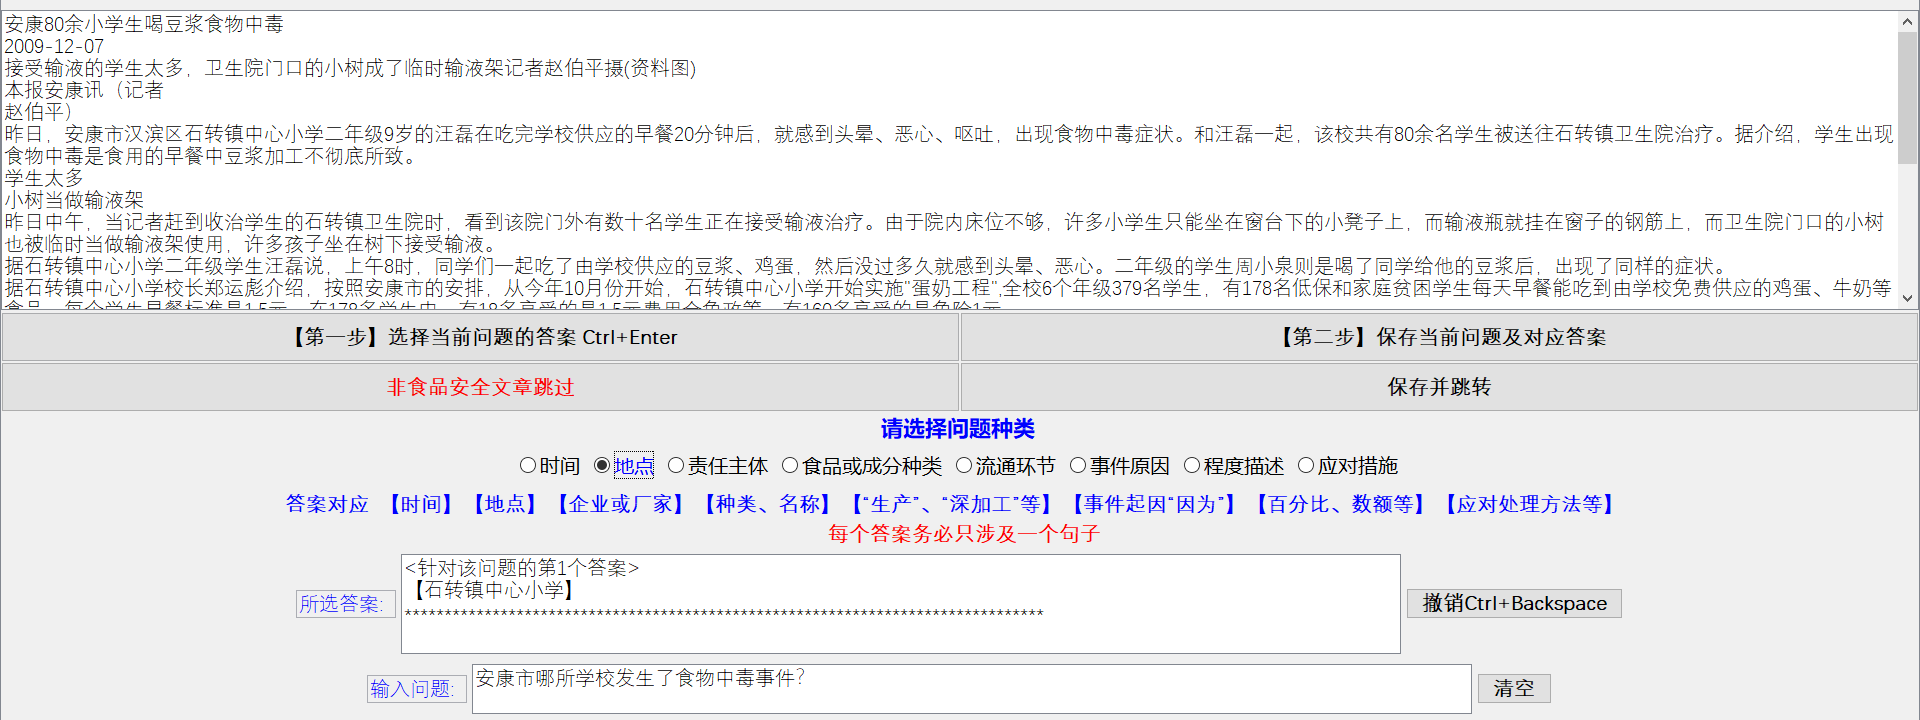 安康80余小学生喝豆浆食物中毒
2009-12-07
接受输液的学生太多，卫生院门口的小树成了临时输液架记者赵伯平摄(资料图)
本报安康讯（记者
赵伯平）
昨日，安康市汉滨区石转镇中心小学二年级9岁的汪磊在吃完学校供应的早餐20分钟后，就感到头晕、恶心、呕吐，出现食物中毒症状。和汪磊一起，该校共有80余名学生被送往石转镇卫生院治疗。据介绍，学生出现
食物中毒是食用的早餐中豆浆加工不彻底所致。
学生太多
小树当做输液架
昨日中午，当记者赶到收治学生的石转镇卫生院时，看到该院门外有数十名学生正在接受输液治疗。由于院内床位不够，许多小学生只能坐在窗台下的小凳子上，而输液瓶就挂在窗子的钢筋上，而卫生院门口的小树
也被临时当做输液架使用，许多孩子坐在树下接受输液。
据石转镇中心小学二年级学生汪磊说，上午8时，同学们一起吃了由学校供应的豆浆、鸡蛋，然后没过多久就感到头晕、恶心。二年级的学生周小泉则是喝了同学给他的豆浆后，出现了同样的症状。
据石转镇中心小学校长郑运彪介绍，按照安康市的安排，从今年10月份开始，石转镇中心小学开始实施"蛋奶工程",全校6个年级379名学生，有178名低保和家庭贫困学生每天早餐能吃到由学校免费供应的鸡蛋、牛奶等
【第一步】选择当前问题的答案 Ctrl+Enter 【第二步】保存当前问题及对应答案
非食品安全文章跳过 保存并跳转
请选择问题种类
时间 地点 责任主体 食品或成分种类 流通环节 事件原因 程度描述 应对措施
答案对应 【时间】【地点】【企业或厂家】【种类、名称】【“生产”、“深加工”等】【事件起因“因为”】【百分比、数额等】【应对处理方法等】
每个答案务必只涉及一个句子
<针对该问题的第1个答案>
【石转镇中心小学】
所选答案: ******************************************************************************** 撤销Ctrl+Backspace
输入问题: 安康市哪所学校发生了食物中毒事件？ 清空